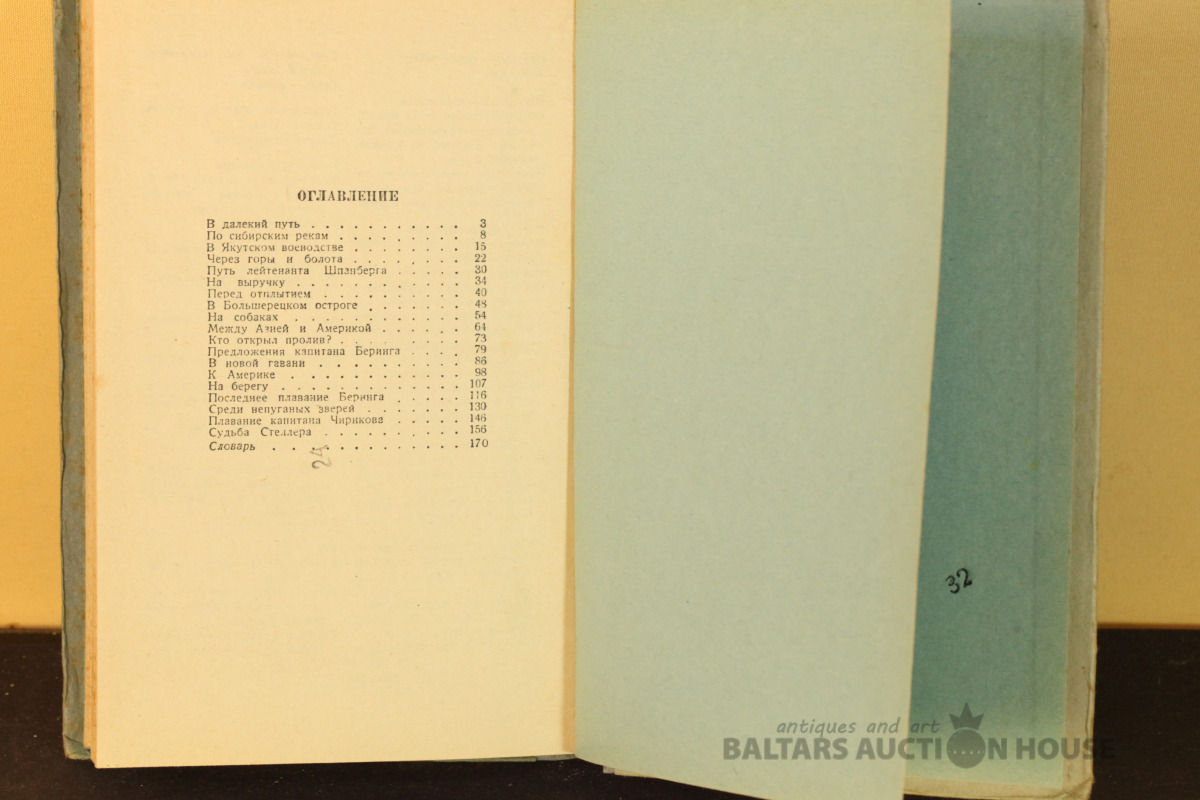 ОГЛАВЛЕНИЕ
В далекий путь . . . . . . . . . . . 3
По сибирским рекам . . . . . . . . . 8
В Якутском воеводстве . . . . . . . . 15
Через горы и болота . . . . . . . . 22
Путь лейтенанта Шпанберга . . . . . 30
На выручку . . . . . . . . . . . . 34
Перед отплытием . . . . . . . . . . 40
В Большерецком остроге . . . . . . . 48
На собаках . . . . . . . . . . . . 54
Между Азией и Америкой . . . . . . 64
Кто открыл пролив? . . . . . . . . . 73
Предложения капитана Беринга . . . . 79
В новой гавани . . . . . . . . . . 86
К Америке . . . . . . . . . . . . 98
На берегу . . . . . . . . . . . . 107
Последнее плавание Беринга . . . . . 116
Среди непуганых зверей . . . . . . . 130
Плавание капитана Чирикова . . . . . 146
Судьба Стеллера . . . . . . . . . . 156
Словарь . . . . . . . . . . . . . 170
24
32
antiques and art
BALTARS AUCTION HOUSE